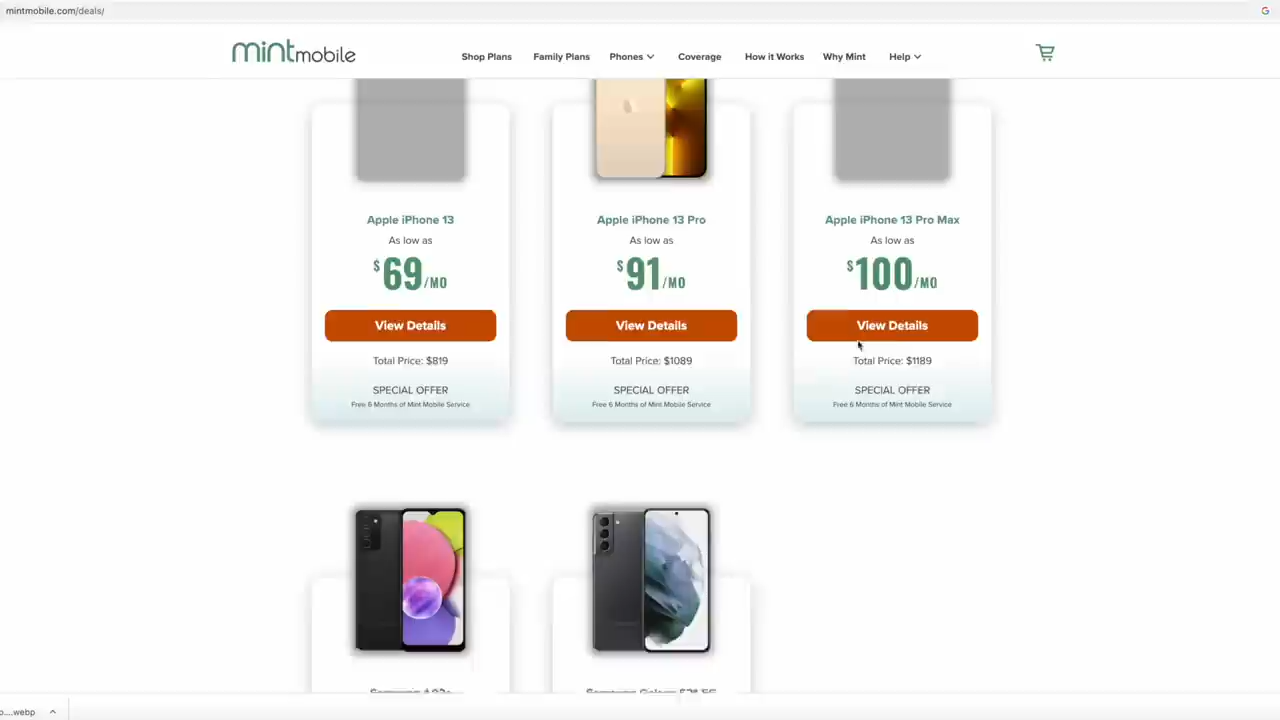 mintmobile.com/deals/
mintmobile
Shop Plans Family Plans Phones Coverage How it Works Why Mint Help
Apple iPhone 13 Apple iPhone 13 Pro Apple iPhone 13 Pro Max
As low as As low as As low as
$69/MO $91/MO $100/MO
View Details View Details View Details
Total Price: $819 Total Price: $1089 Total Price: $1189
SPECIAL OFFER SPECIAL OFFER SPECIAL OFFER
Free 6 Months of Mint Mobile Service Free 6 Months of Mint Mobile Service Free 6 Months of Mint Mobile Service
o....webp